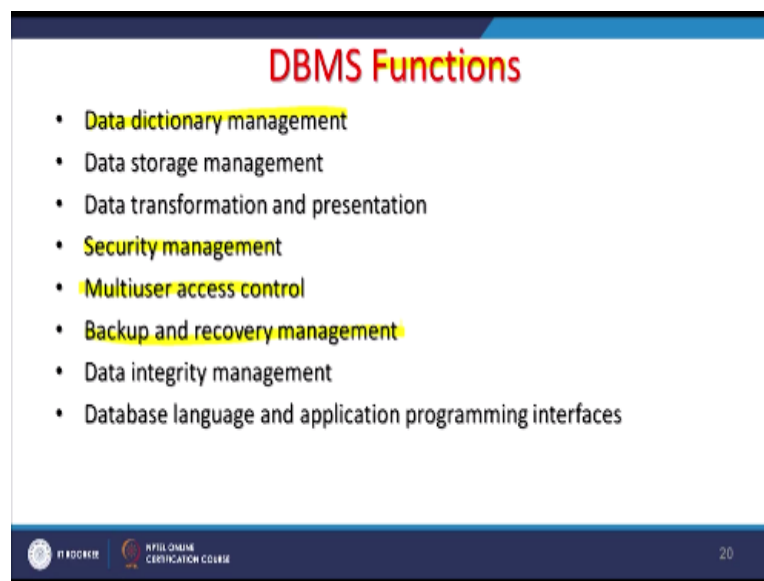 DBMS Functions
• Data dictionary management
• Data storage management
• Data transformation and presentation
• Security management
• Multiuser access control
• Backup and recovery management
• Data integrity management
• Database language and application programming interfaces
IIT ROORKEE
NPTEL ONLINE
CERTIFICATION COURSE
20